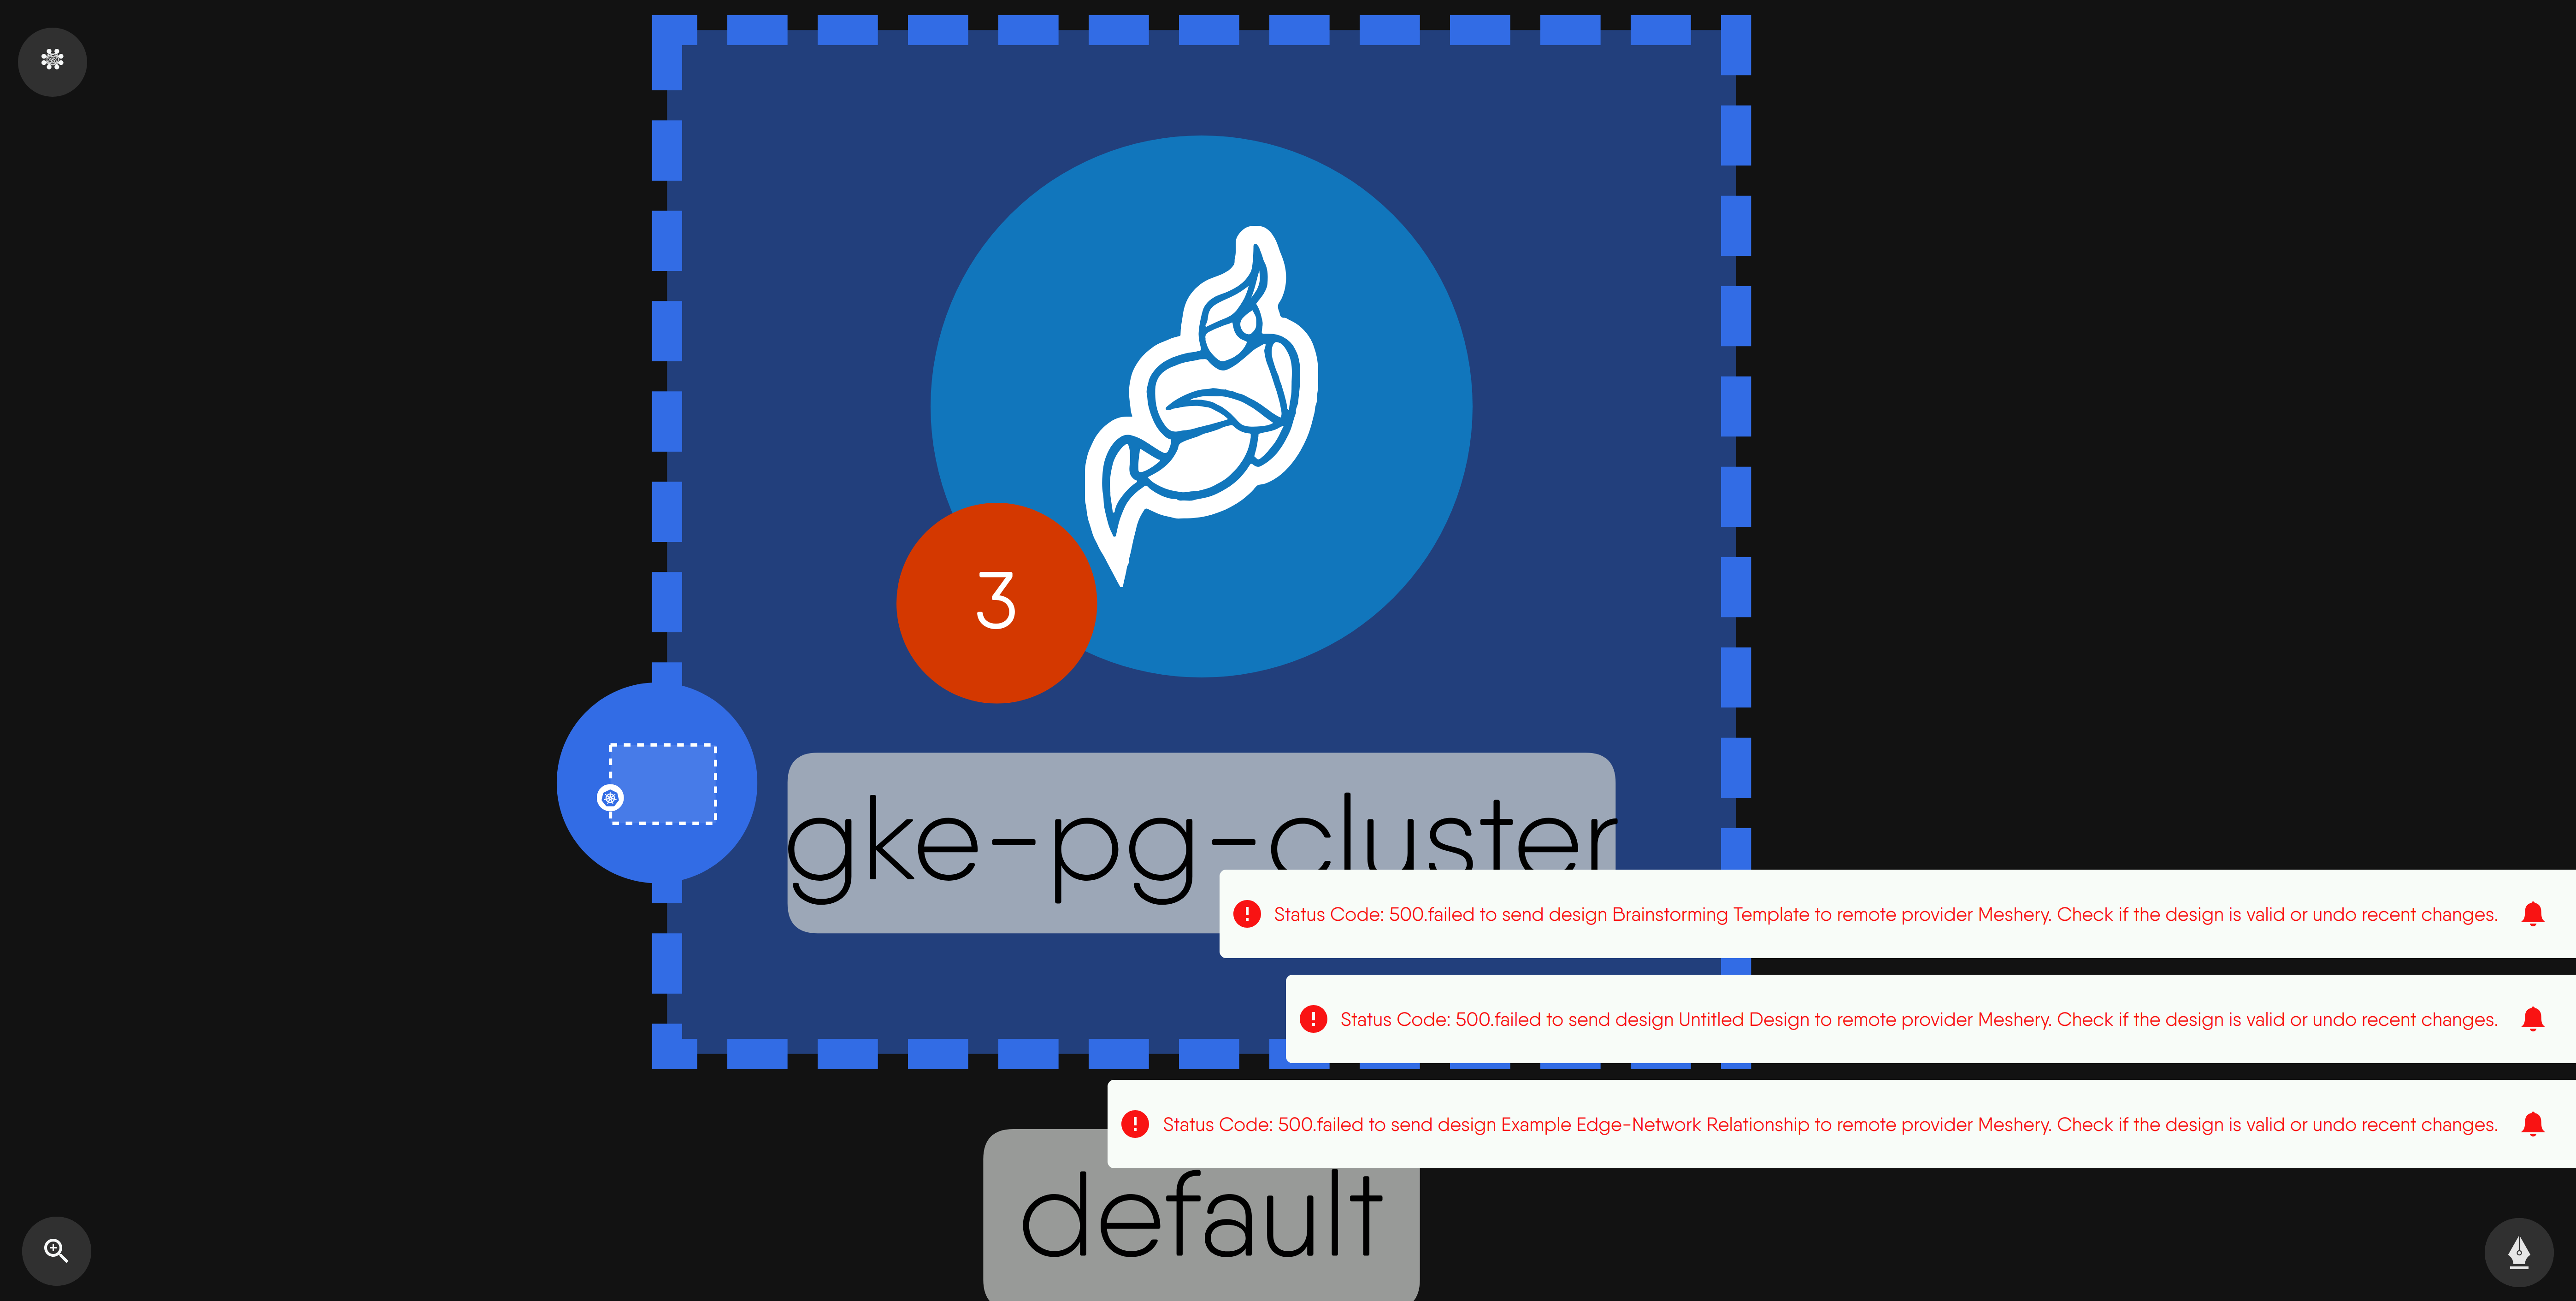 3
gke-pg-cluster
Status Code: 500.failed to send design Brainstorming Template to remote provider Meshery. Check if the design is valid or undo recent changes.
Status Code: 500.failed to send design Untitled Design to remote provider Meshery. Check if the design is valid or undo recent changes.
Status Code: 500.failed to send design Example Edge-Network Relationship to remote provider Meshery. Check if the design is valid or undo recent changes.
default